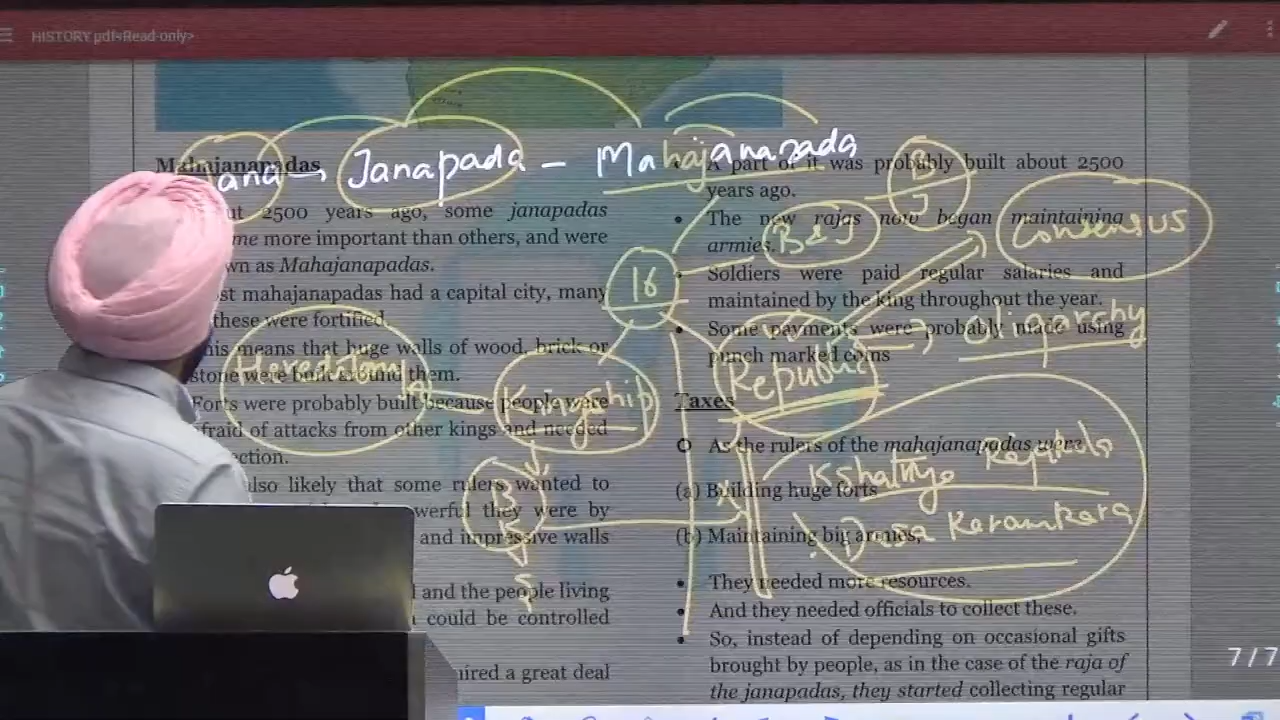 HISTORY pdf<Read-only>
Jana → Janapada – Mahajanapada
Mahajanapadas
2500 years ago, some janapadas
more important than others, and were
as Mahajanapadas.
mahajanapadas had a capital city, many
these were fortified.
This means that huge walls of wood, brick or
stone were built around them.
Forts were probably built because people were
afraid of attacks from other kings and needed
also likely that some rulers wanted to
they were by
and impressive walls
and the people living
could be controlled
a great deal
Hereditary
Kingship
B
K
V
S
16
A part of it was probably built about 2500
years ago.
The new rajas now began maintaining
armies.
B & J
B
J
Consensus
Soldiers were paid regular salaries and
maintained by the king throughout the year.
Some payments were probably made using
punch marked coins
Oligarchy
Republic
Taxes
As the rulers of the mahajanapadas were
(a) Building huge forts
(b) Maintaining big armies,
Kshatriya Rajakula
Dasa Karamkara
They needed more resources.
And they needed officials to collect these.
So, instead of depending on occasional gifts
brought by people, as in the case of the raja of
the janapadas, they started collecting regular
7 / 7